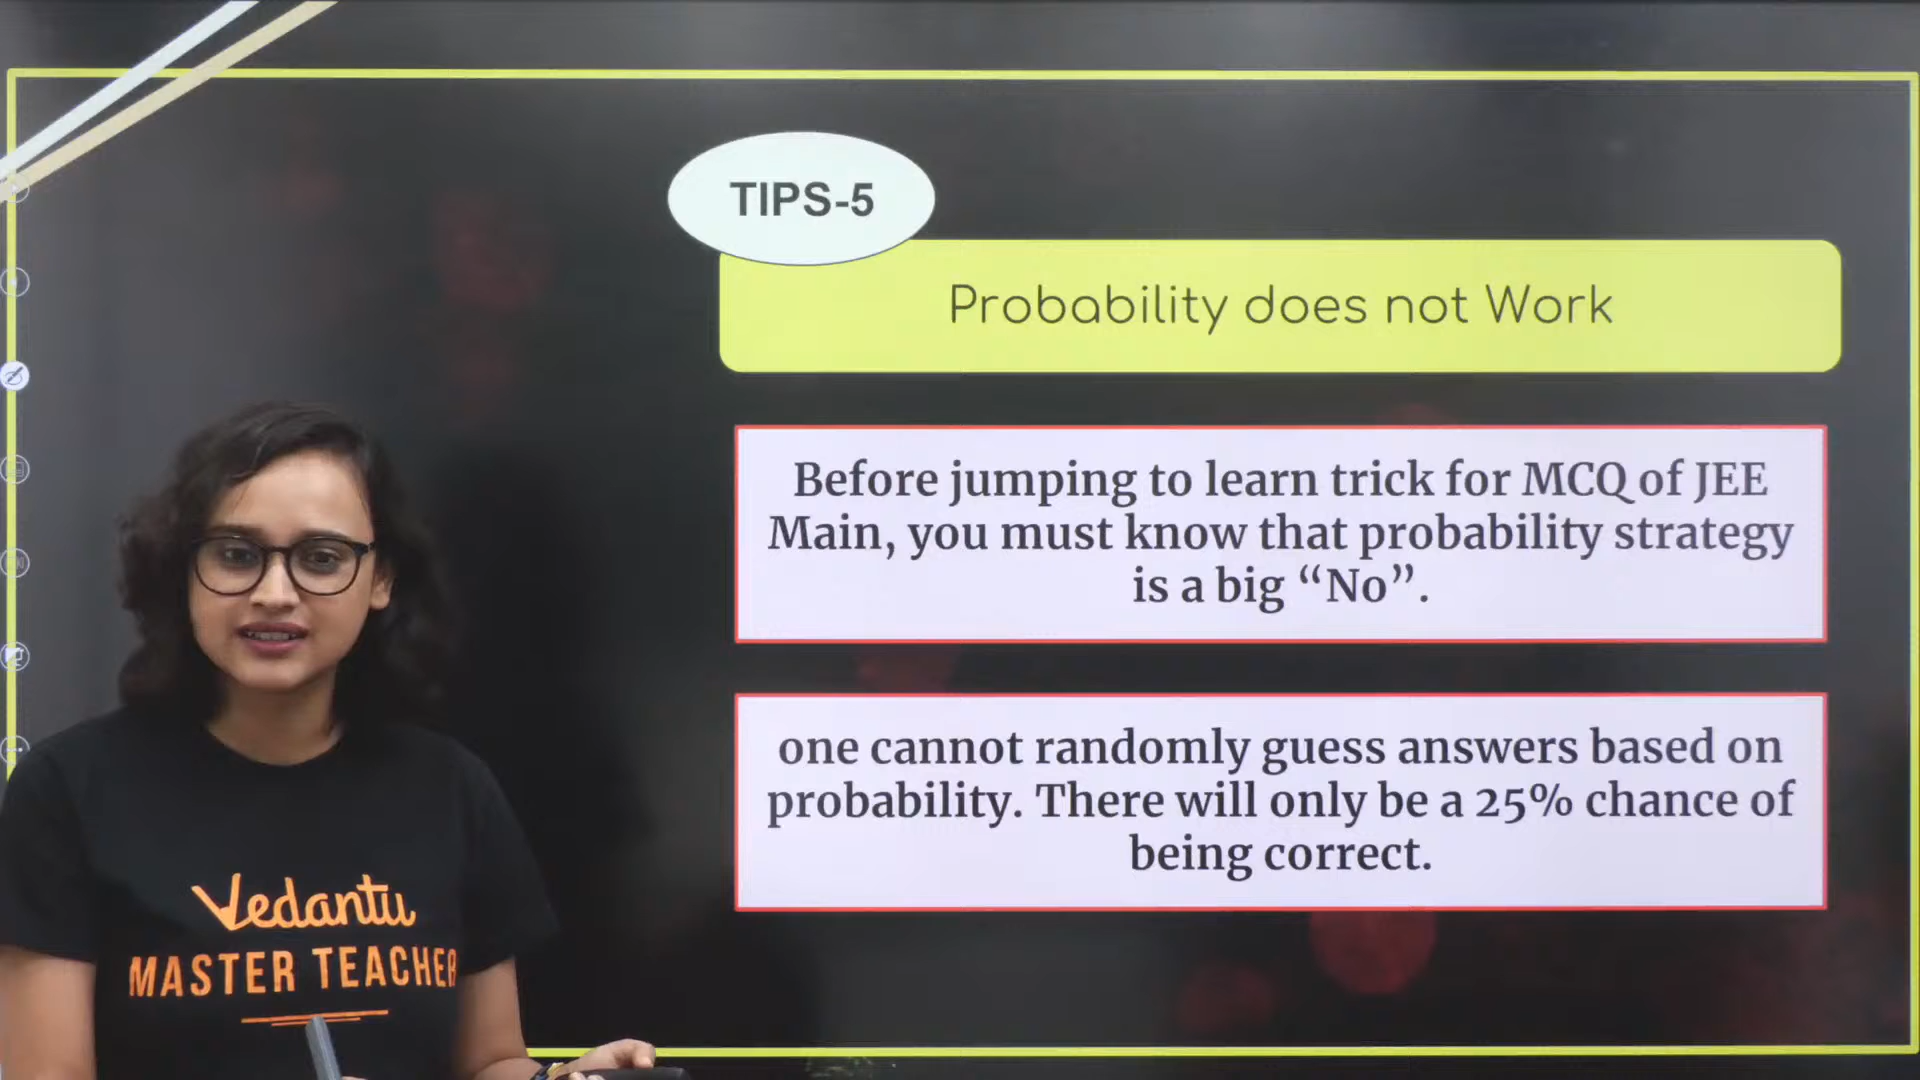 TIPS-5
Probability does not Work
Before jumping to learn trick for MCQ of JEE
Main, you must know that probability strategy
is a big “No”.
one cannot randomly guess answers based on
probability. There will only be a 25% chance of
being correct.
Vedantu
MASTER TEACHER